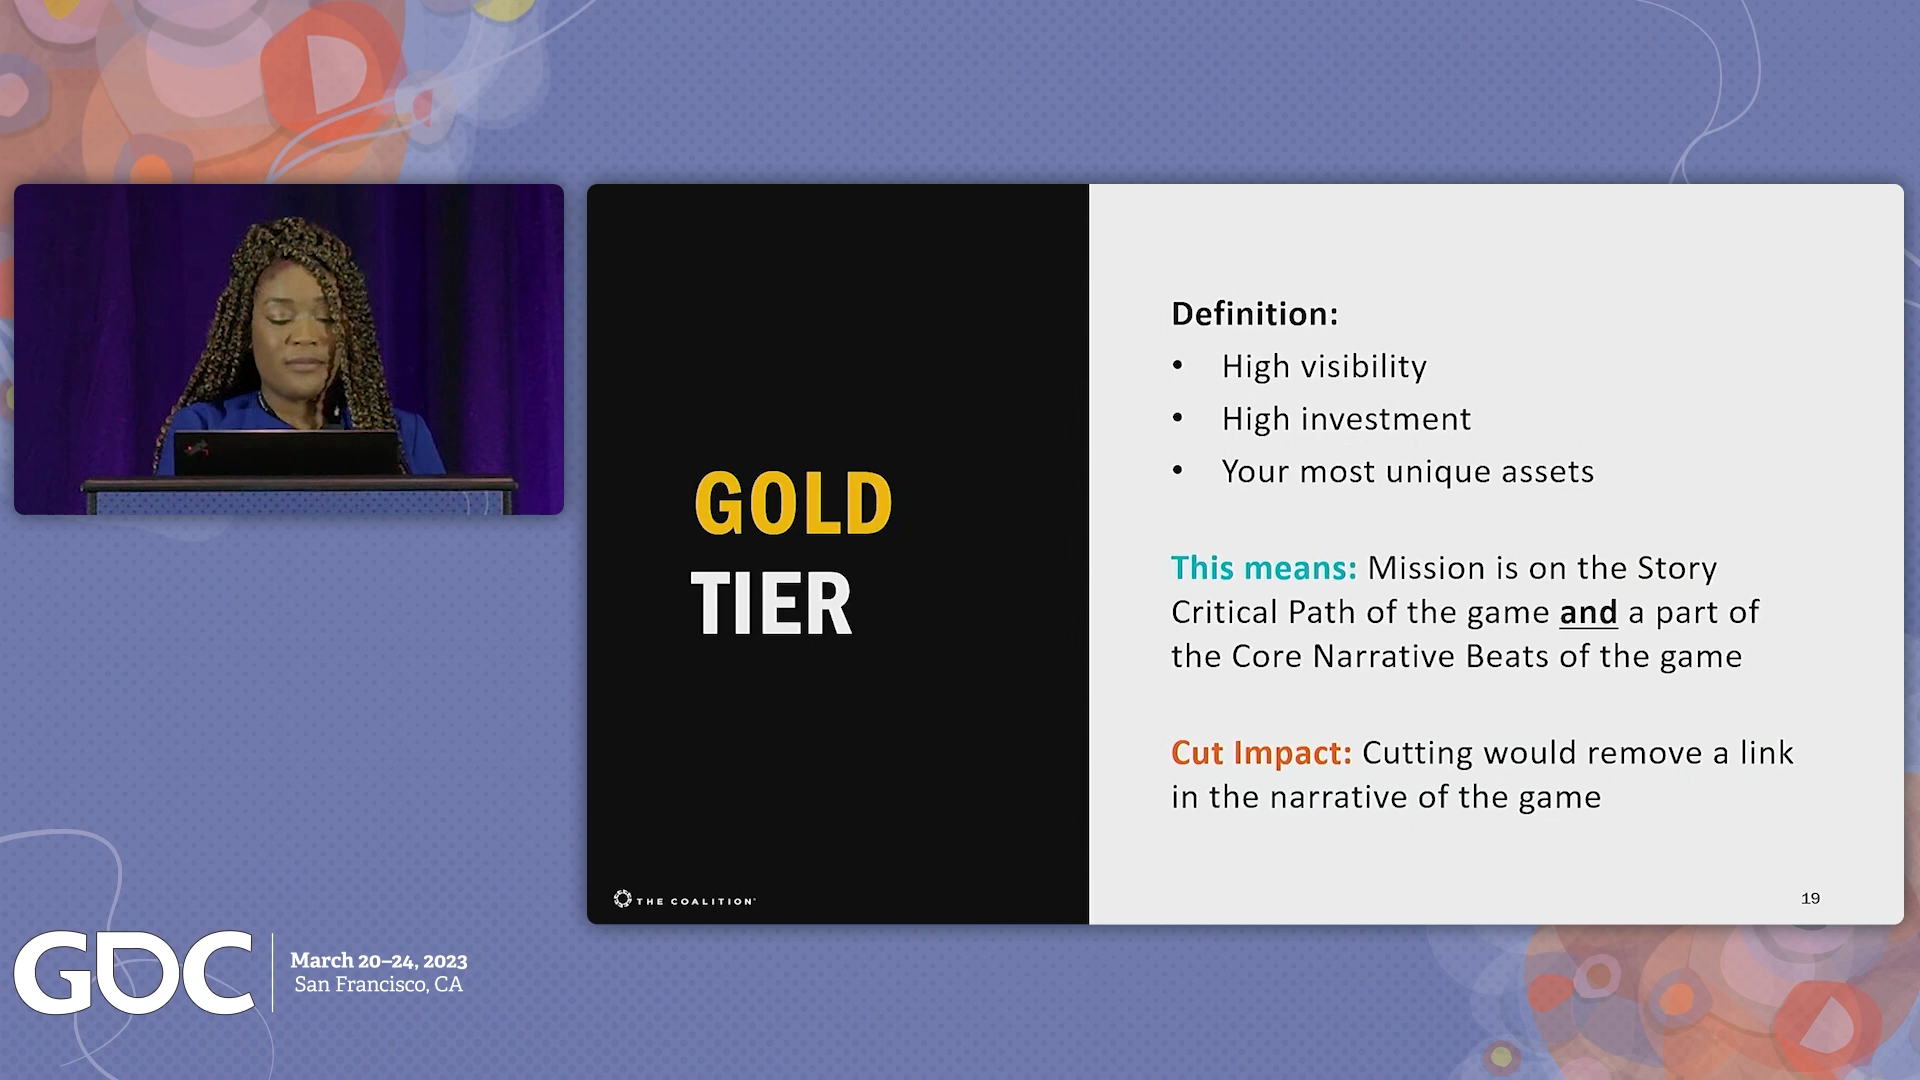 GOLD
TIER
THE COALITION
Definition:
• High visibility
• High investment
• Your most unique assets
This means: Mission is on the Story
Critical Path of the game and a part of
the Core Narrative Beats of the game
Cut Impact: Cutting would remove a link
in the narrative of the game
19
GDC
March 20–24, 2023
San Francisco, CA